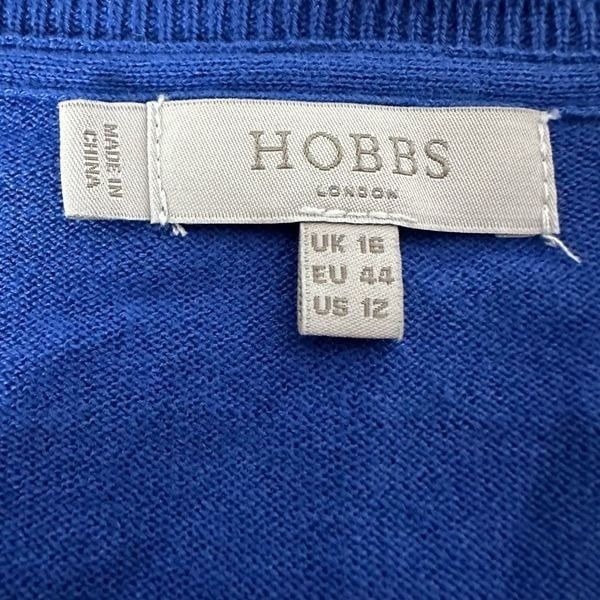 MADE IN
CHINA
HOBBS
LONDON
UK 16
EU 44
US 12